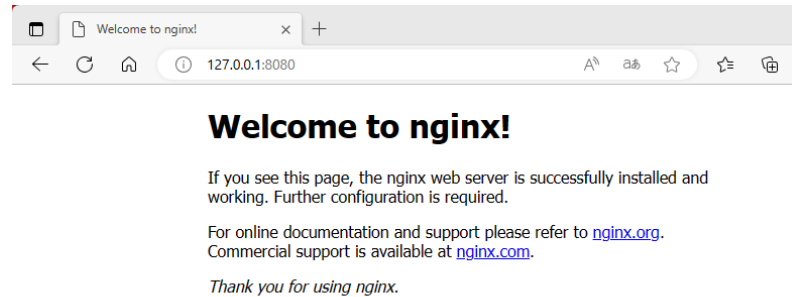 Welcome to nginx!
127.0.0.1:8080
Welcome to nginx!
If you see this page, the nginx web server is successfully installed and
working. Further configuration is required.
For online documentation and support please refer to nginx.org.
Commercial support is available at nginx.com.
Thank you for using nginx.